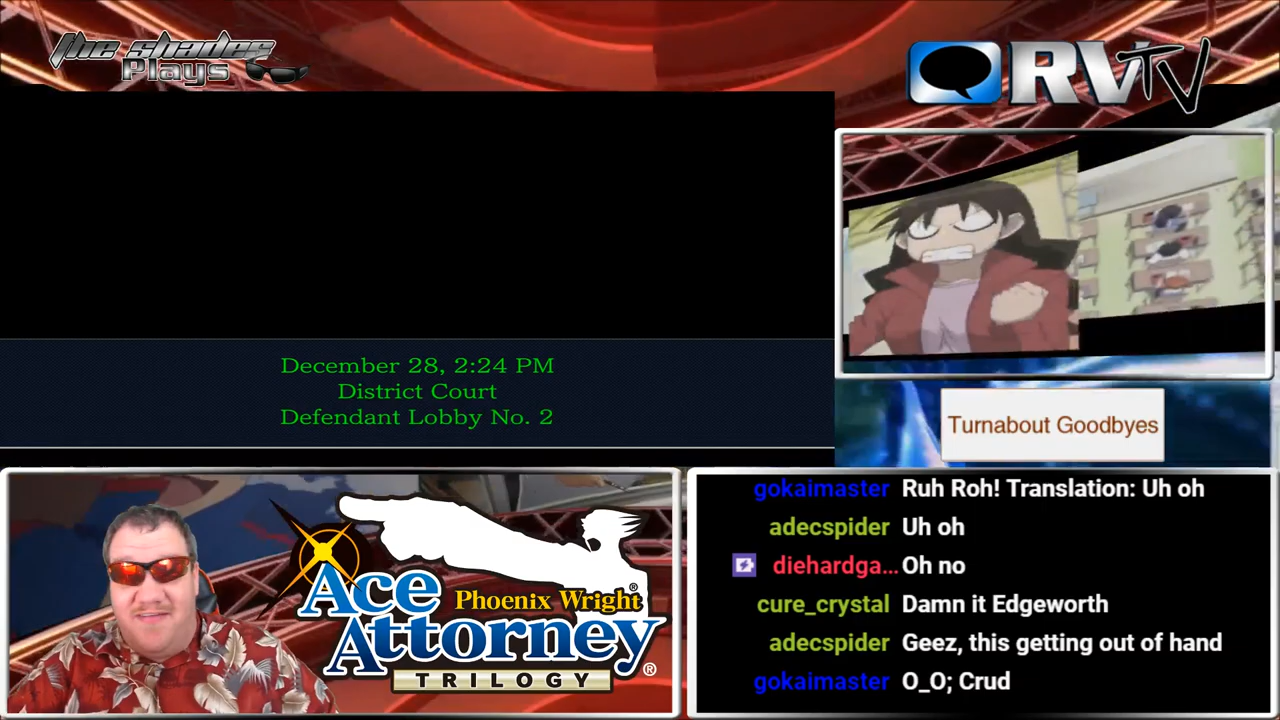 The Shades
Plays
RVTV
December 28, 2:24 PM
District Court
Defendant Lobby No. 2
Turnabout Goodbyes
Ace
Phoenix Wright®
Attorney®
TRILOGY
gokaimaster Ruh Roh! Translation: Uh oh
adecspider Uh oh
diehardga... Oh no
cure_crystal Damn it Edgeworth
adecspider Geez, this getting out of hand
gokaimaster O_O; Crud